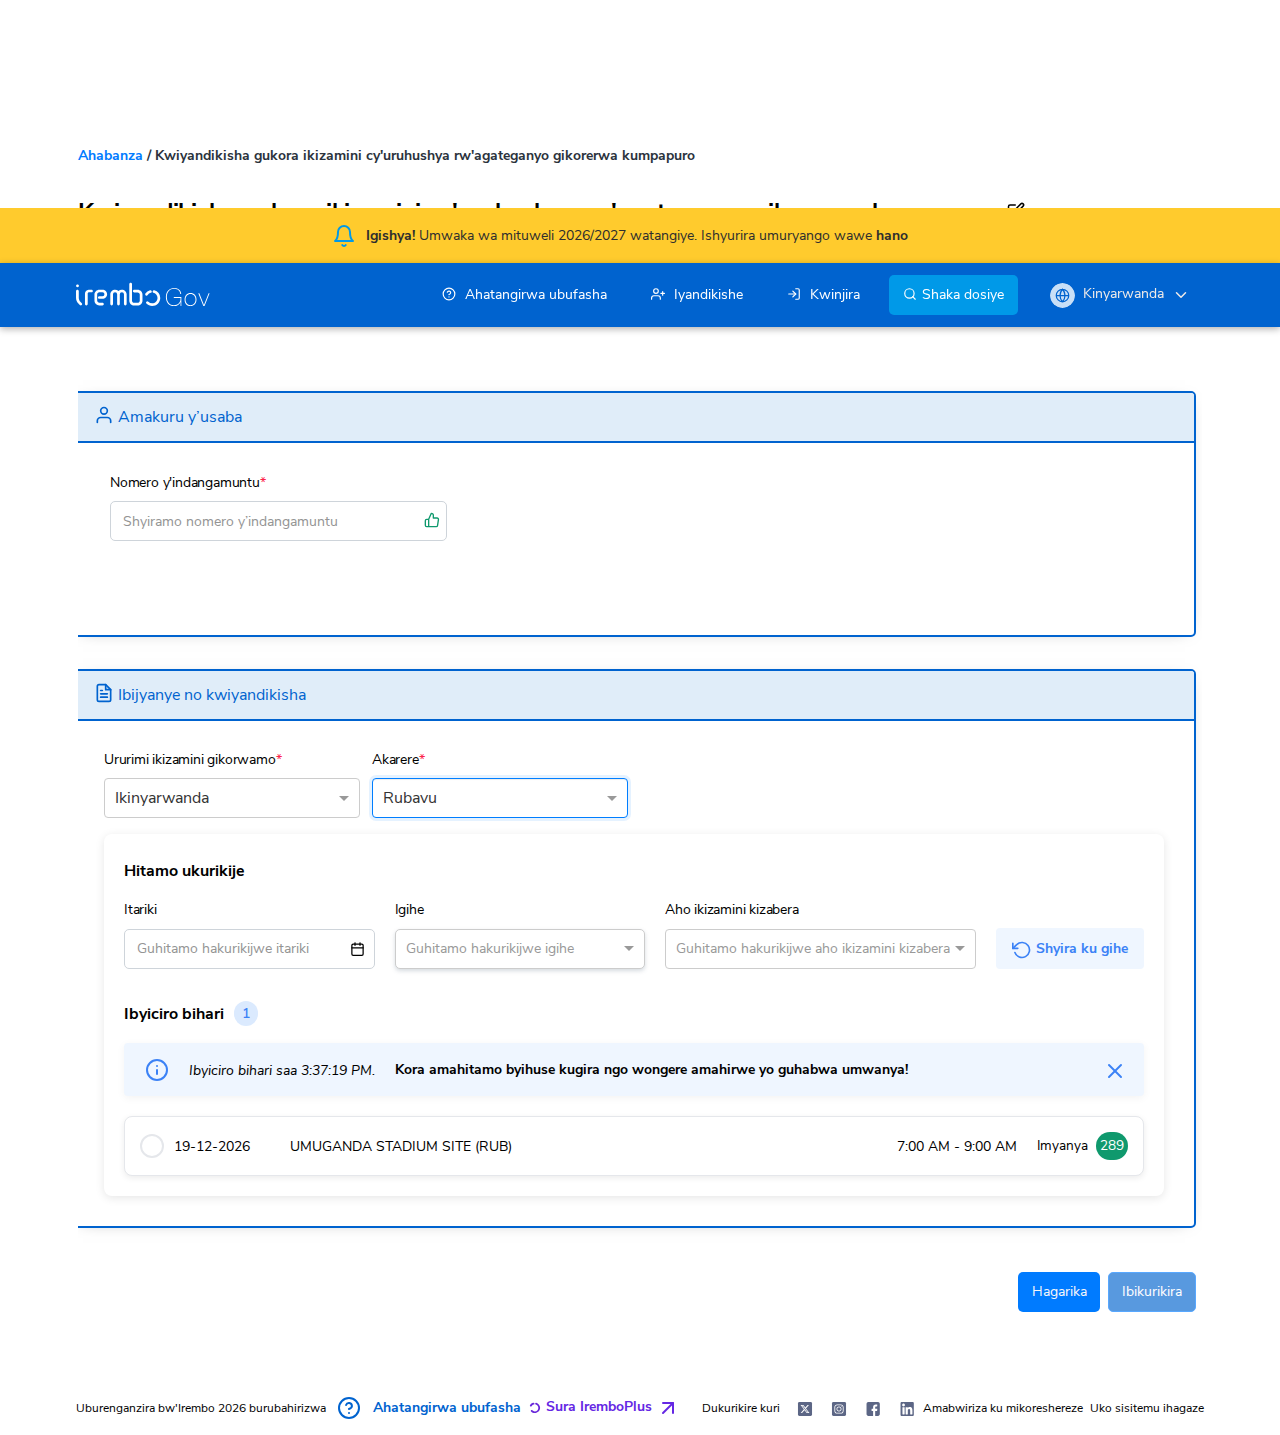 Ahabanza / Kwiyandikisha gukora ikizamini cy'uruhushya rw'agateganyo gikorerwa kumpapuro
Igishya! Umwaka wa mituweli 2026/2027 watangiye. Ishyurira umuryango wawe hano
irembo Gov
Ahatangirwa ubufasha
Iyandikishe
Kwinjira
Shaka dosiye
Kinyarwanda
Amakuru y’usaba
Nomero y'indangamuntu*
Shyiramo nomero y’indangamuntu
Ibijyanye no kwiyandikisha
Ururimi ikizamini gikorwamo*
Akarere*
Ikinyarwanda
Rubavu
Hitamo ukurikije
Itariki
Igihe
Aho ikizamini kizabera
Guhitamo hakurikijwe itariki
Guhitamo hakurikijwe igihe
Guhitamo hakurikijwe aho ikizamini kizabera
Shyira ku gihe
Ibyiciro bihari 1
Ibyiciro bihari saa 3:37:19 PM.
Kora amahitamo byihuse kugira ngo wongere amahirwe yo guhabwa umwanya!
19-12-2026
UMUGANDA STADIUM SITE (RUB)
7:00 AM - 9:00 AM
Imyanya 289
Hagarika
Ibikurikira
Uburenganzira bw'Irembo 2026 burubahirizwa
Ahatangirwa ubufasha
Sura IremboPlus
Dukurikire kuri
Amabwiriza ku mikoreshereze
Uko sisitemu ihagaze